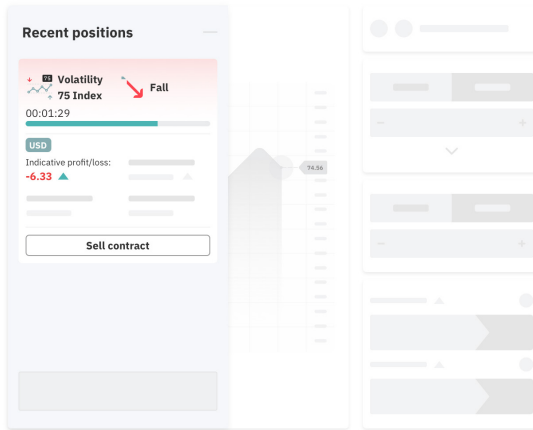 Recent positions
75
Volatility
75 Index
Fall
00:01:29
USD
Indicative profit/loss:
-6.33
74.56
Sell contract